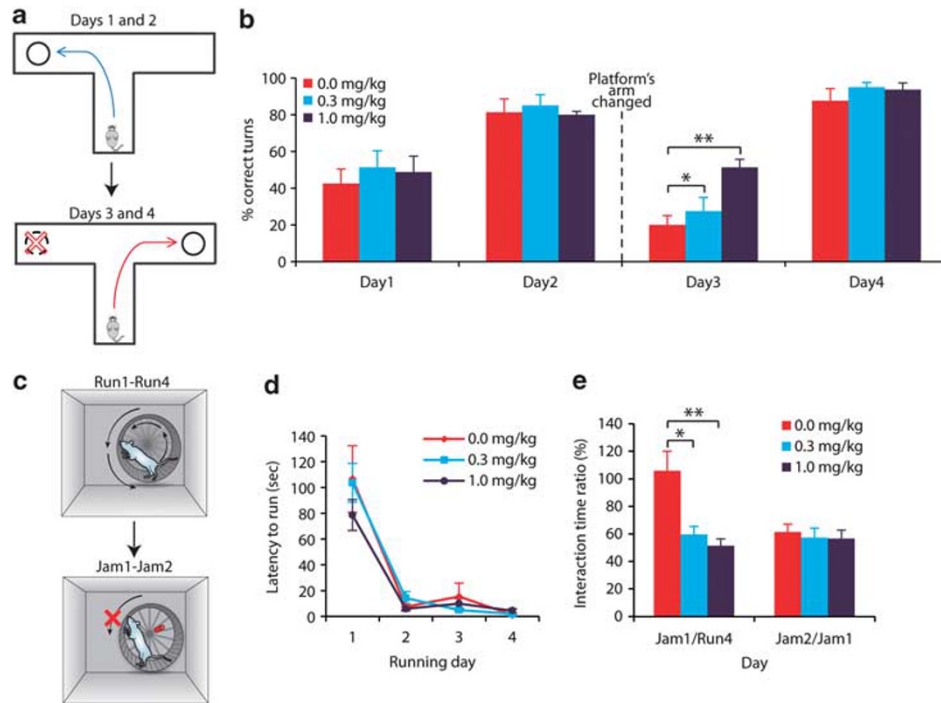 a
Days 1 and 2
Days 3 and 4
b
% correct turns
100
80
60
40
20
0
0.0 mg/kg
0.3 mg/kg
1.0 mg/kg
Platform's
arm
changed
**
*
Day1
Day2
Day3
Day4
c
Run1-Run4
Jam1-Jam2
d
Latency to run (sec)
140
120
100
80
60
40
20
0
0.0 mg/kg
0.3 mg/kg
1.0 mg/kg
1
2
3
4
Running day
e
Interaction time ratio (%)
140
120
100
80
60
40
20
0
**
*
0.0 mg/kg
0.3 mg/kg
1.0 mg/kg
Jam1/Run4
Jam2/Jam1
Day